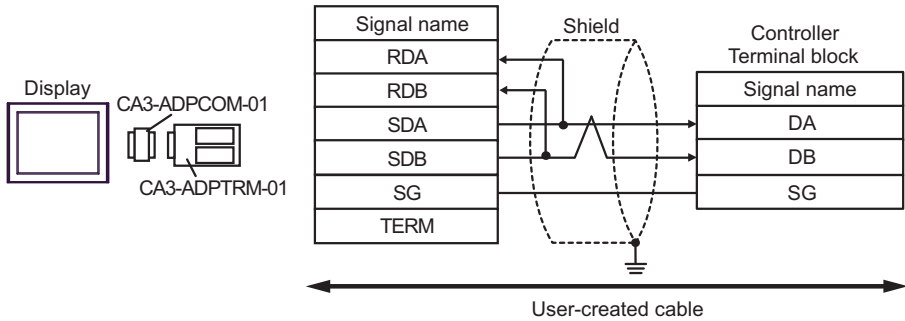 Display
CA3-ADPCOM-01
CA3-ADPTRM-01
Signal name
RDA
RDB
SDA
SDB
SG
TERM
Shield
Controller
Terminal block
Signal name
DA
DB
SG
User-created cable